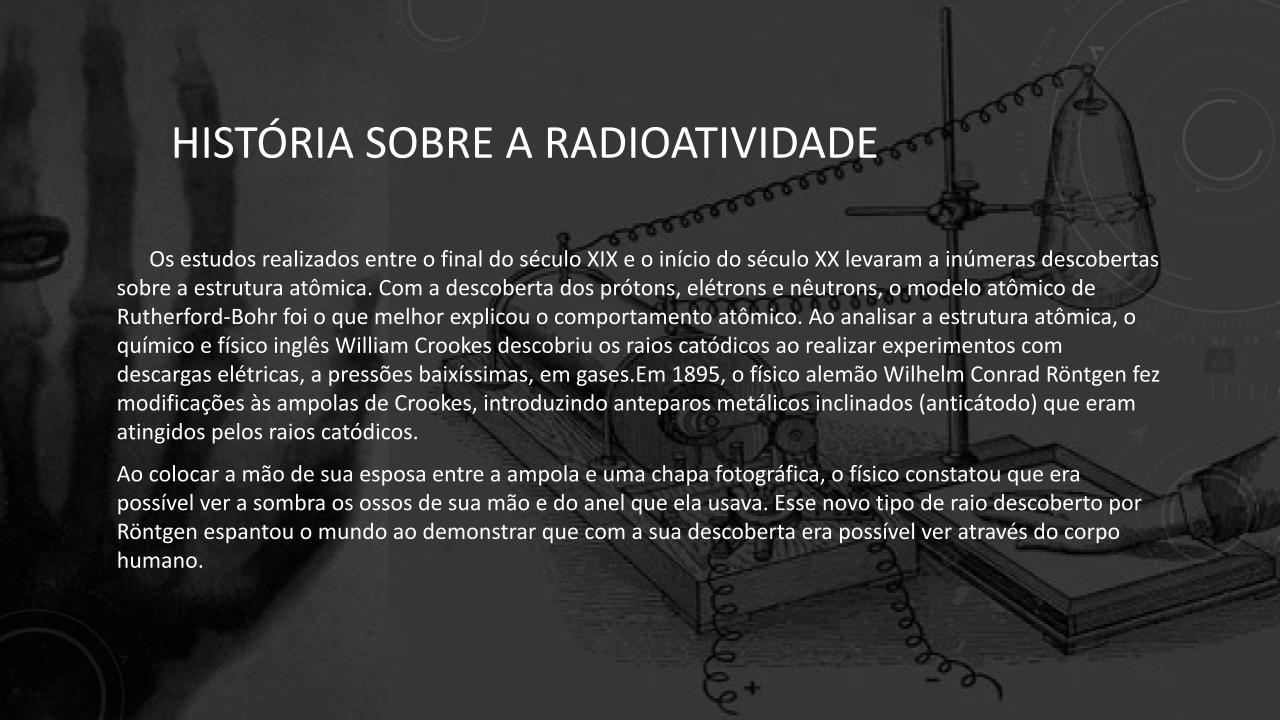 HISTÓRIA SOBRE A RADIOATIVIDADE
Os estudos realizados entre o final do século XIX e o início do século XX levaram a inúmeras descobertas
sobre a estrutura atômica. Com a descoberta dos prótons, elétrons e nêutrons, o modelo atômico de
Rutherford-Bohr foi o que melhor explicou o comportamento atômico. Ao analisar a estrutura atômica, o
químico e físico inglês William Crookes descobriu os raios catódicos ao realizar experimentos com
descargas elétricas, a pressões baixíssimas, em gases.Em 1895, o físico alemão Wilhelm Conrad Röntgen fez
modificações às ampolas de Crookes, introduzindo anteparos metálicos inclinados (anticátodo) que eram
atingidos pelos raios catódicos.
Ao colocar a mão de sua esposa entre a ampola e uma chapa fotográfica, o físico constatou que era
possível ver a sombra os ossos de sua mão e do anel que ela usava. Esse novo tipo de raio descoberto por
Röntgen espantou o mundo ao demonstrar que com a sua descoberta era possível ver através do corpo
humano.
+ −